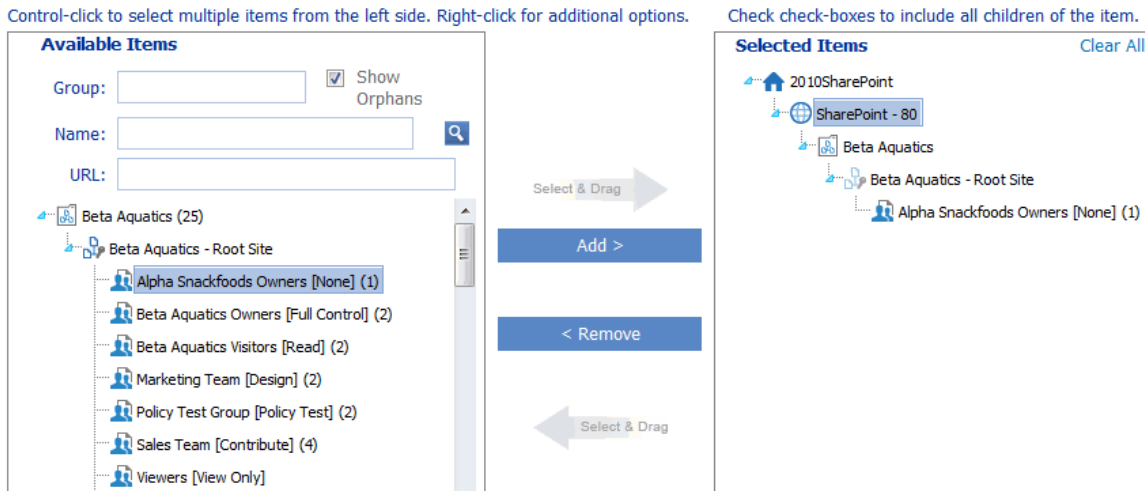 Control-click to select multiple items from the left side. Right-click for additional options.
Check check-boxes to include all children of the item.
Available Items
Group:
Show
Orphans
Name:
URL:
Beta Aquatics (25)
Beta Aquatics - Root Site
Alpha Snackfoods Owners [None] (1)
Beta Aquatics Owners [Full Control] (2)
Beta Aquatics Visitors [Read] (2)
Marketing Team [Design] (2)
Policy Test Group [Policy Test] (2)
Sales Team [Contribute] (4)
Viewers [View Only]
Select & Drag
Add >
< Remove
Select & Drag
Selected Items
Clear All
2010SharePoint
SharePoint - 80
Beta Aquatics
Beta Aquatics - Root Site
Alpha Snackfoods Owners [None] (1)